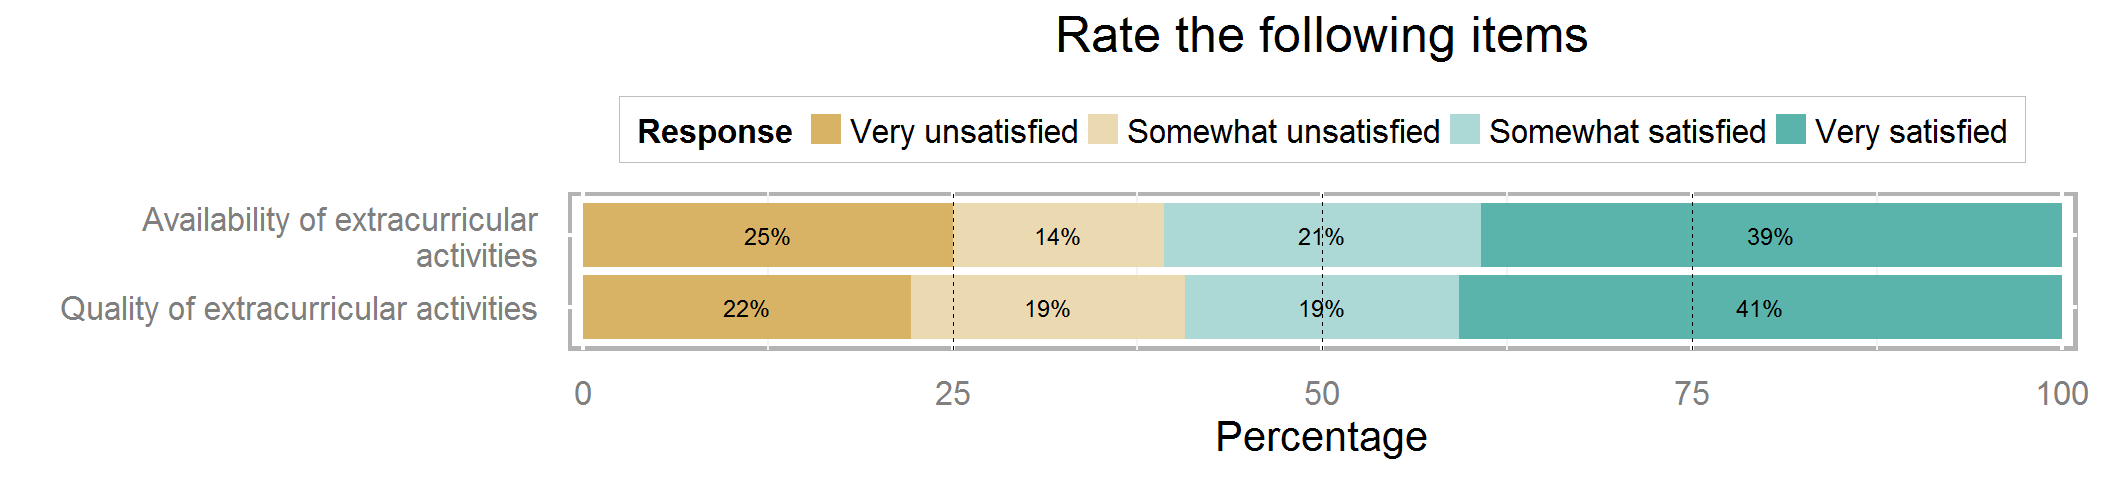 Rate the following items
Response Very unsatisfied Somewhat unsatisfied Somewhat satisfied Very satisfied
Availability of extracurricular
activities
25% 14% 21% 39%
Quality of extracurricular activities
22% 19% 19% 41%
0 25 50 75 100
Percentage